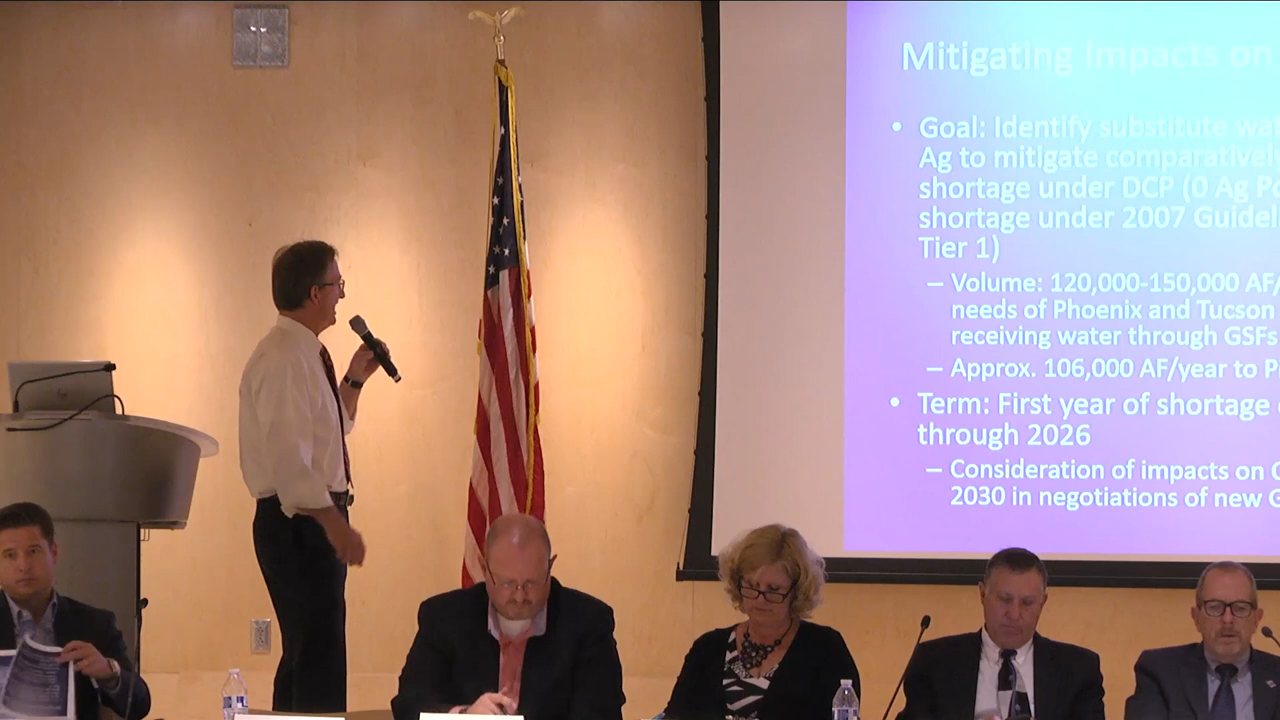 Mitigating Impacts on
• Goal: Identify substitute wat
Ag to mitigate comparatively
shortage under DCP (0 Ag Po
shortage under 2007 Guidel
Tier 1)
– Volume: 120,000-150,000 AF/
needs of Phoenix and Tucson
receiving water through GSFs
– Approx. 106,000 AF/year to P
• Term: First year of shortage
through 2026
– Consideration of impacts on
2030 in negotiations of new G